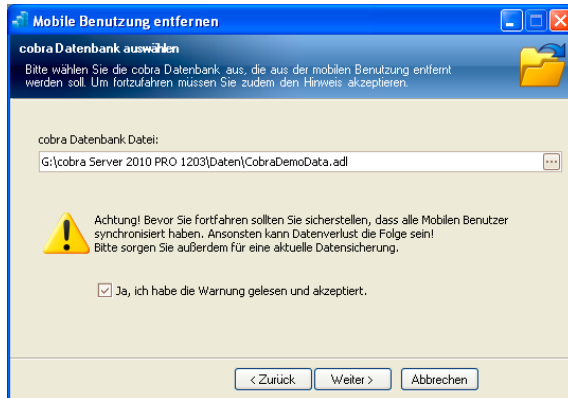 Mobile Benutzung entfernen
cobra Datenbank auswählen
Bitte wählen Sie die cobra Datenbank aus, die aus der mobilen Benutzung entfernt
werden soll. Um fortzufahren müssen Sie zudem den Hinweis akzeptieren.
cobra Datenbank Datei:
G:\cobra Server 2010 PRO 1203\Daten\CobraDemoData.adl
...
Achtung! Bevor Sie fortfahren sollten Sie sicherstellen, dass alle Mobilen Benutzer
synchronisiert haben. Ansonsten kann Datenverlust die Folge sein!
Bitte sorgen Sie außerdem für eine aktuelle Datensicherung.
Ja, ich habe die Warnung gelesen und akzeptiert.
< Zurück Weiter > Abbrechen